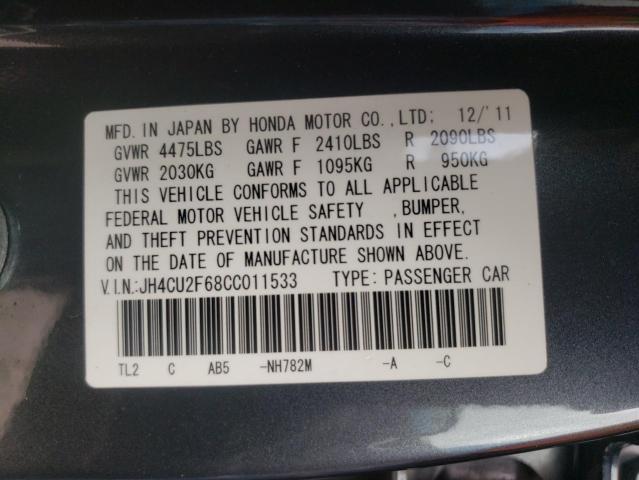 MFD. IN JAPAN BY HONDA MOTOR CO.,LTD; 12/'11
GVWR 4475LBS GAWR F 2410LBS R 2090LBS
GVWR 2030KG GAWR F 1095KG R 950KG
THIS VEHICLE CONFORMS TO ALL APPLICABLE
FEDERAL MOTOR VEHICLE SAFETY ,BUMPER,
AND THEFT PREVENTION STANDARDS IN EFFECT
ON THE DATE OF MANUFACTURE SHOWN ABOVE.
V.I.N.:JH4CU2F68CC011533 TYPE: PASSENGER CAR
TL2 C AB5 -NH782M -A -C